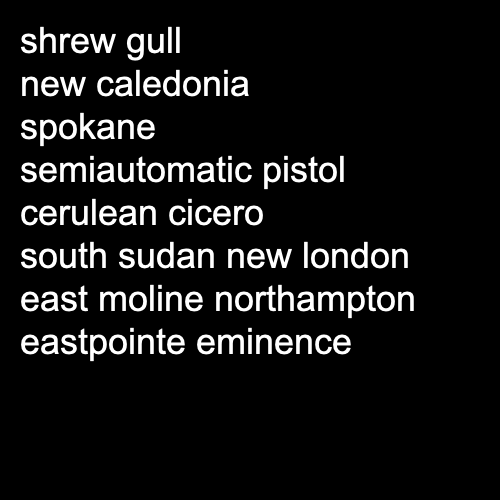 shrew gull
new caledonia
spokane
semiautomatic pistol
cerulean cicero
south sudan new london
east moline northampton
eastpointe eminence